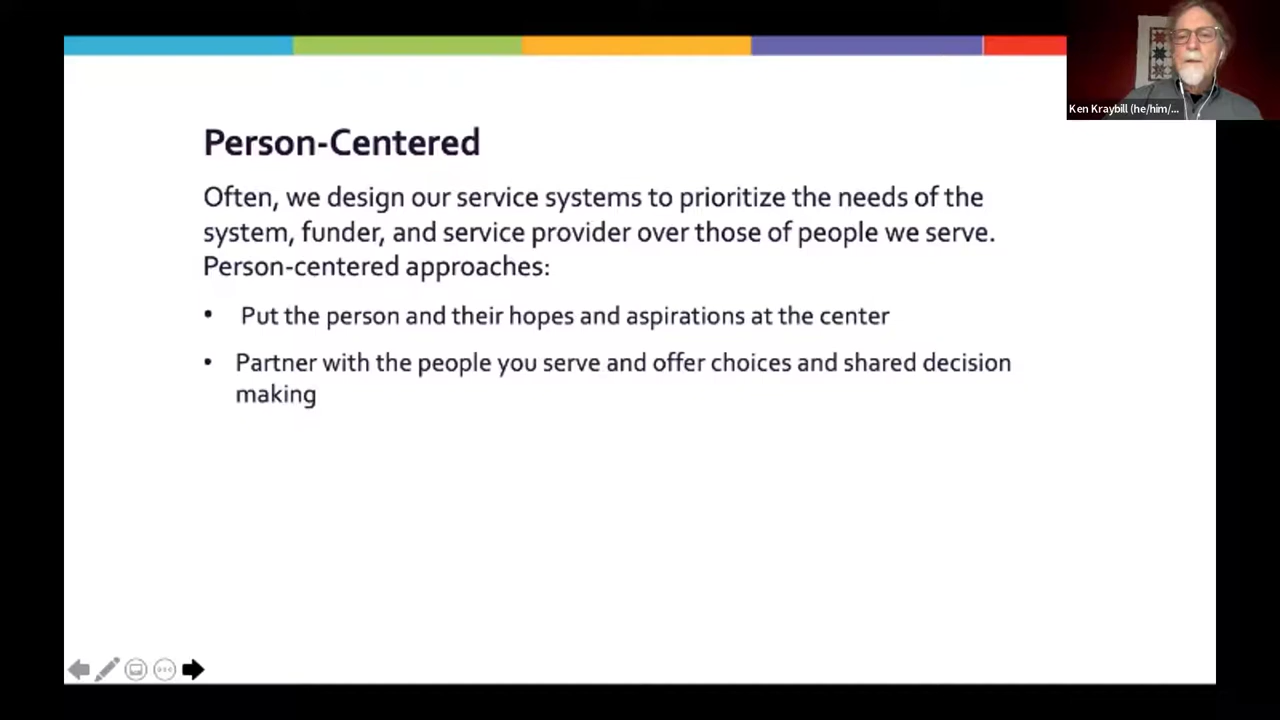 Person-Centered
Often, we design our service systems to prioritize the needs of the
system, funder, and service provider over those of people we serve.
Person-centered approaches:
• Put the person and their hopes and aspirations at the center
• Partner with the people you serve and offer choices and shared decision
making
Ken Kraybill (he/him/...